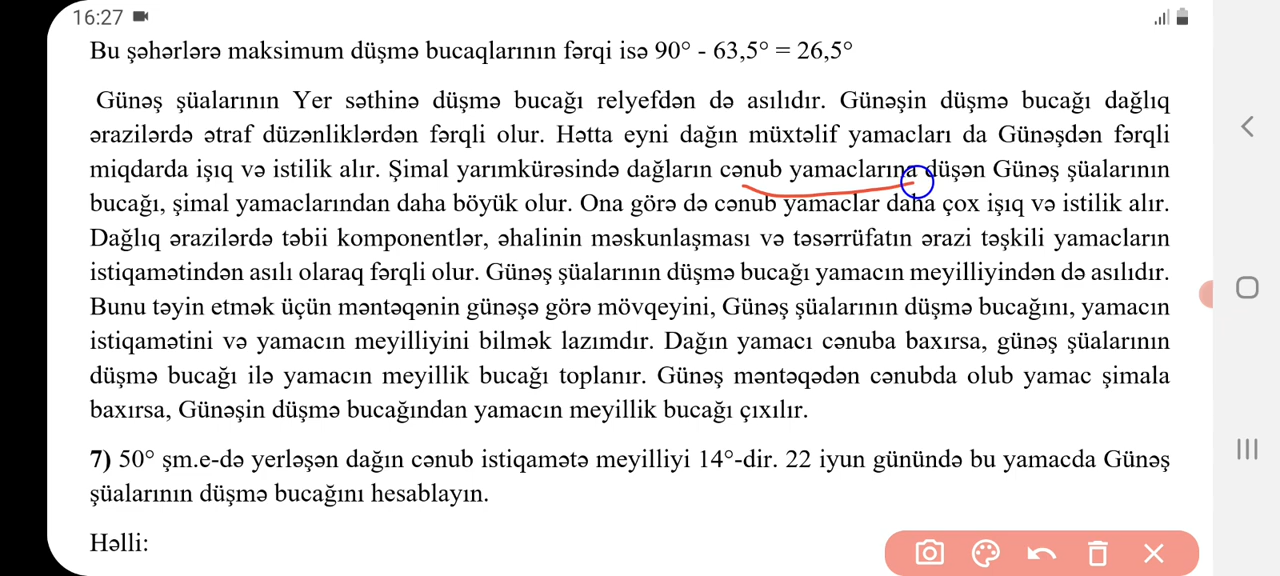 16:27
Bu şəhərlərə maksimum düşmə bucaqlarının fərqi isə 90° - 63,5° = 26,5°
Günəş şüalarının Yer səthinə düşmə bucağı relyefdən də asılıdır. Günəşin düşmə bucağı dağlıq
ərazilərdə ətraf düzənliklərdən fərqli olur. Hətta eyni dağın müxtəlif yamacları da Günəşdən fərqli
miqdarda işıq və istilik alır. Şimal yarımkürəsində dağların cənub yamaclarına düşən Günəş şüalarının
bucağı, şimal yamaclarından daha böyük olur. Ona görə də cənub yamaclar daha çox işıq və istilik alır.
Dağlıq ərazilərdə təbii komponentlər, əhalinin məskunlaşması və təsərrüfatın ərazi təşkili yamacların
istiqamətindən asılı olaraq fərqli olur. Günəş şüalarının düşmə bucağı yamacın meyilliyindən də asılıdır.
Bunu təyin etmək üçün məntəqənin günəşə görə mövqeyini, Günəş şüalarının düşmə bucağını, yamacın
istiqamətini və yamacın meyilliyini bilmək lazımdır. Dağın yamacı cənuba baxırsa, günəş şüalarının
düşmə bucağı ilə yamacın meyillik bucağı toplanır. Günəş məntəqədən cənubda olub yamac şimala
baxırsa, Günəşin düşmə bucağından yamacın meyillik bucağı çıxılır.
7) 50° şm.e-də yerləşən dağın cənub istiqamətə meyilliyi 14°-dir. 22 iyun günündə bu yamacda Günəş
şüalarının düşmə bucağını hesablayın.
Həlli: